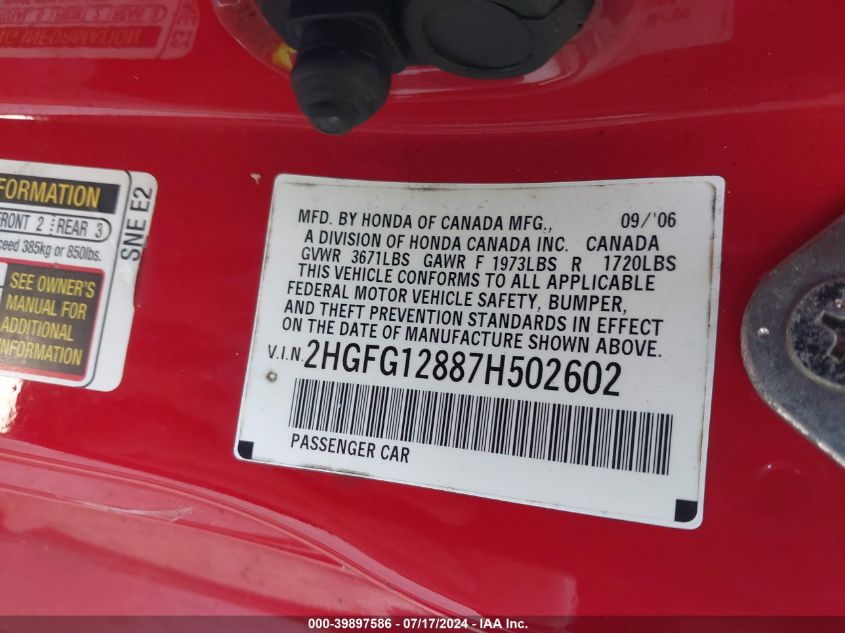 FORMATION
FRONT 2 REAR 3
ceed 385kg or 850lbs.
SEE OWNER'S
MANUAL FOR
ADDITIONAL
INFORMATION
SNE E2
MFD. BY HONDA OF CANADA MFG., 09/'06
A DIVISION OF HONDA CANADA INC. CANADA
GVWR 3671LBS GAWR F 1973LBS R 1720LBS
THIS VEHICLE CONFORMS TO ALL APPLICABLE
FEDERAL MOTOR VEHICLE SAFETY, BUMPER,
AND THEFT PREVENTION STANDARDS IN EFFECT
ON THE DATE OF MANUFACTURE SHOWN ABOVE.
V.I.N. 2HGFG12887H502602
PASSENGER CAR
000-39897586 - 07/17/2024 - IAA Inc.